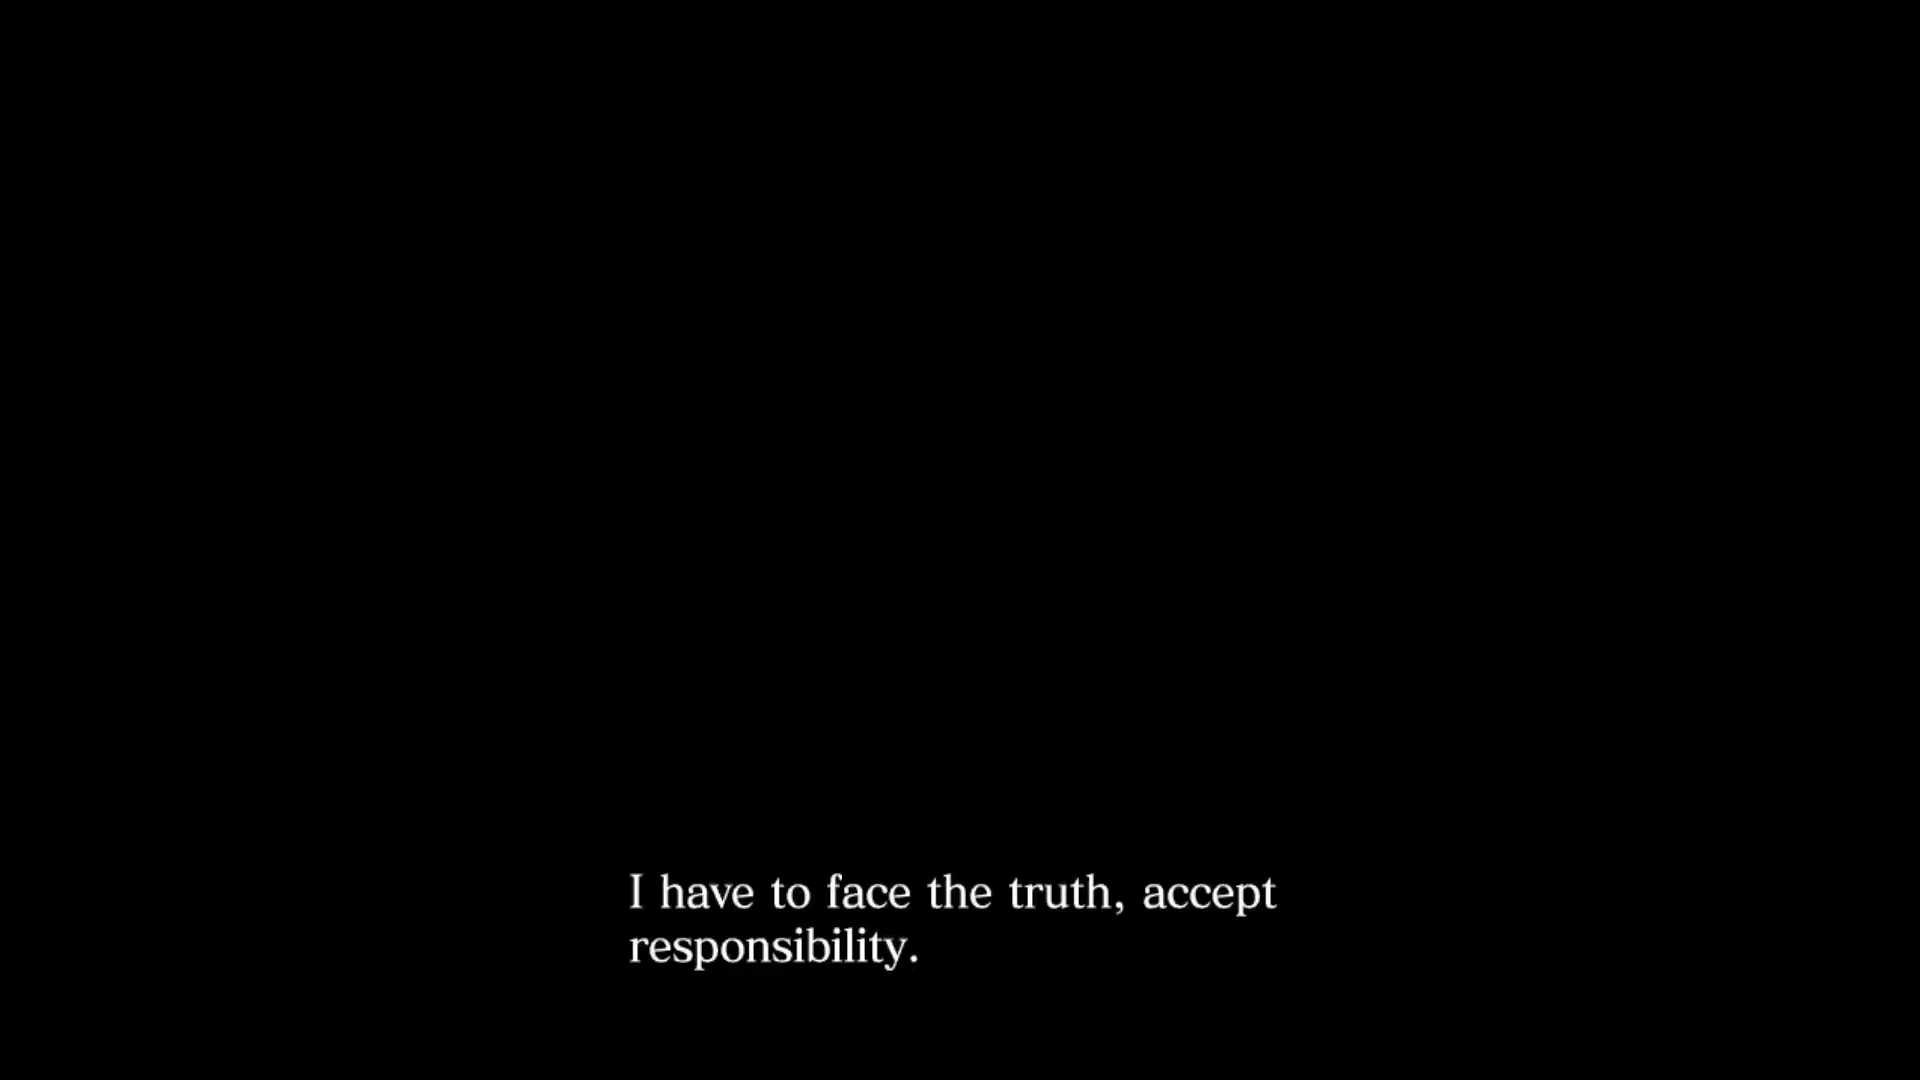 I have to face the truth, accept
responsibility.